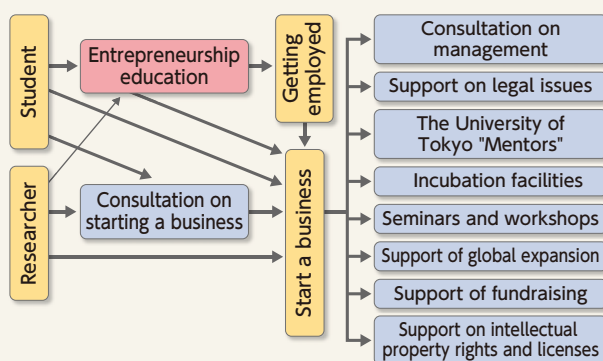 Student
Researcher
Entrepreneurship
education
Consultation on
starting a business
Getting
employed
Start a business
Consultation on
management
Support on legal issues
The University of
Tokyo "Mentors"
Incubation facilities
Seminars and workshops
Support of global expansion
Support of fundraising
Support on intellectual
property rights and licenses